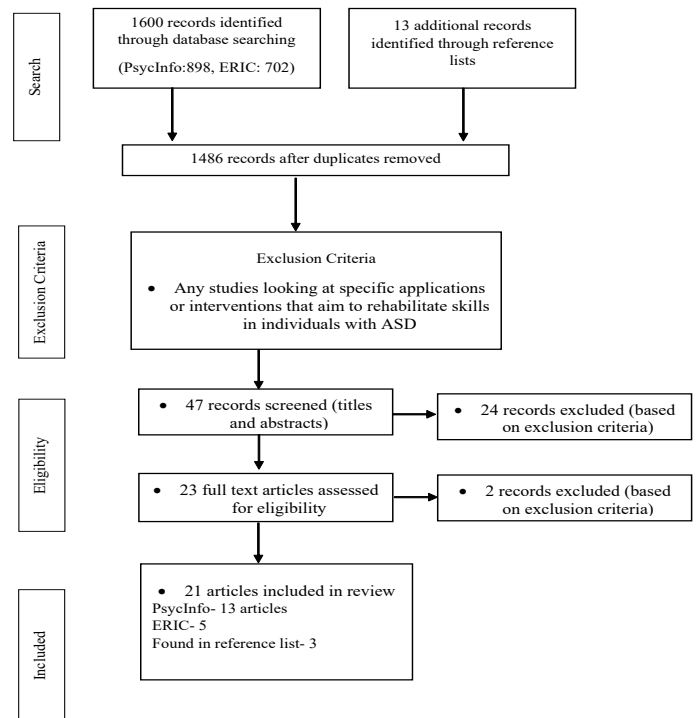 Search
1600 records identified
through database searching
(PsycInfo:898, ERIC: 702)
13 additional records
identified through reference
lists
1486 records after duplicates removed
Exclusion Criteria
Exclusion Criteria
• Any studies looking at specific applications
or interventions that aim to rehabilitate skills
in individuals with ASD
Eligibility
• 47 records screened (titles
and abstracts)
• 24 records excluded (based
on exclusion criteria)
• 23 full text articles assessed
for eligibility
• 2 records excluded (based
on exclusion criteria)
Included
• 21 articles included in review
PsycInfo- 13 articles
ERIC- 5
Found in reference list- 3